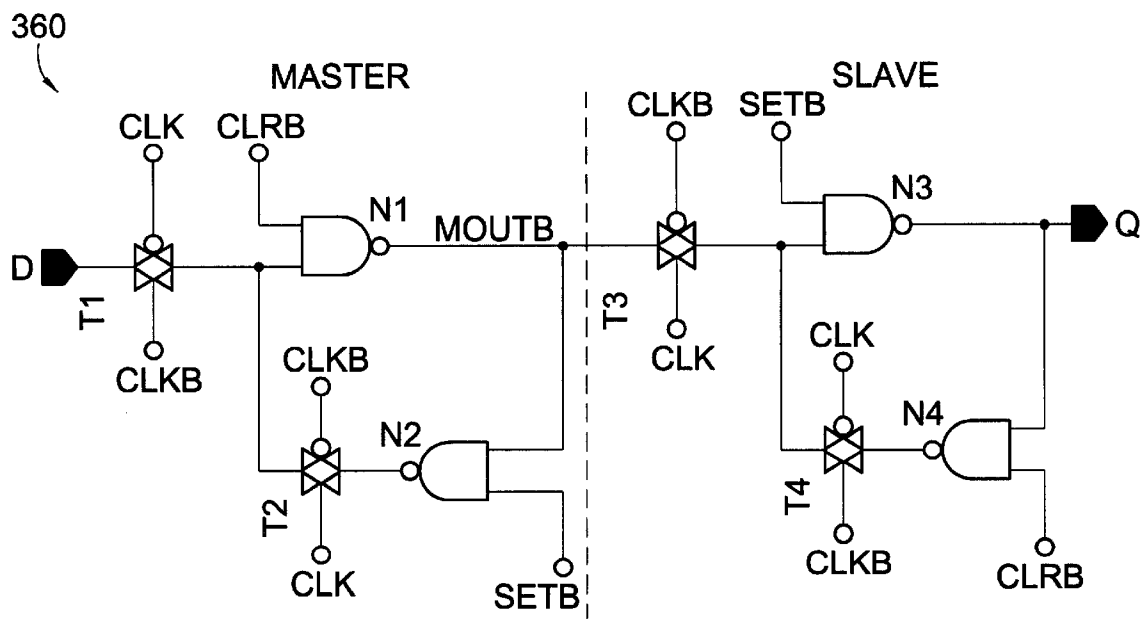 360
MASTER
SLAVE
CLK
CLRB
CLKB
SETB
N1
N3
MOUTB
D
Q
T1
T3
CLKB
CLK
CLKB
CLK
N2
N4
T2
T4
CLK
SETB
CLKB
CLRB